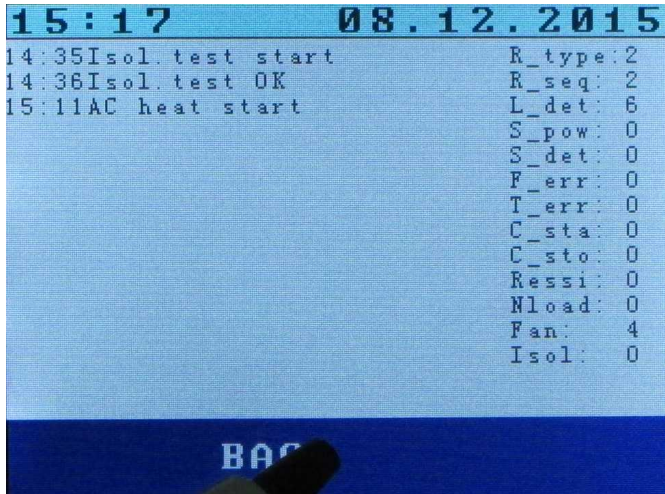 15:17 08.12.2015
14:35Isol.test start
14:36Isol.test OK
15:11AC heat start
R_type:2
R_seq: 2
L_det: 6
S_pow: 0
S_det: 0
F_err: 0
T_err: 0
C_sta: 0
C_sto: 0
Ressi: 0
Nload: 0
Fan: 4
Isol: 0